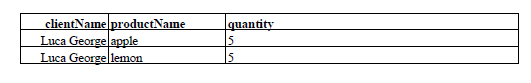 clientName productName quantity
Luca George apple 5
Luca George lemon 5